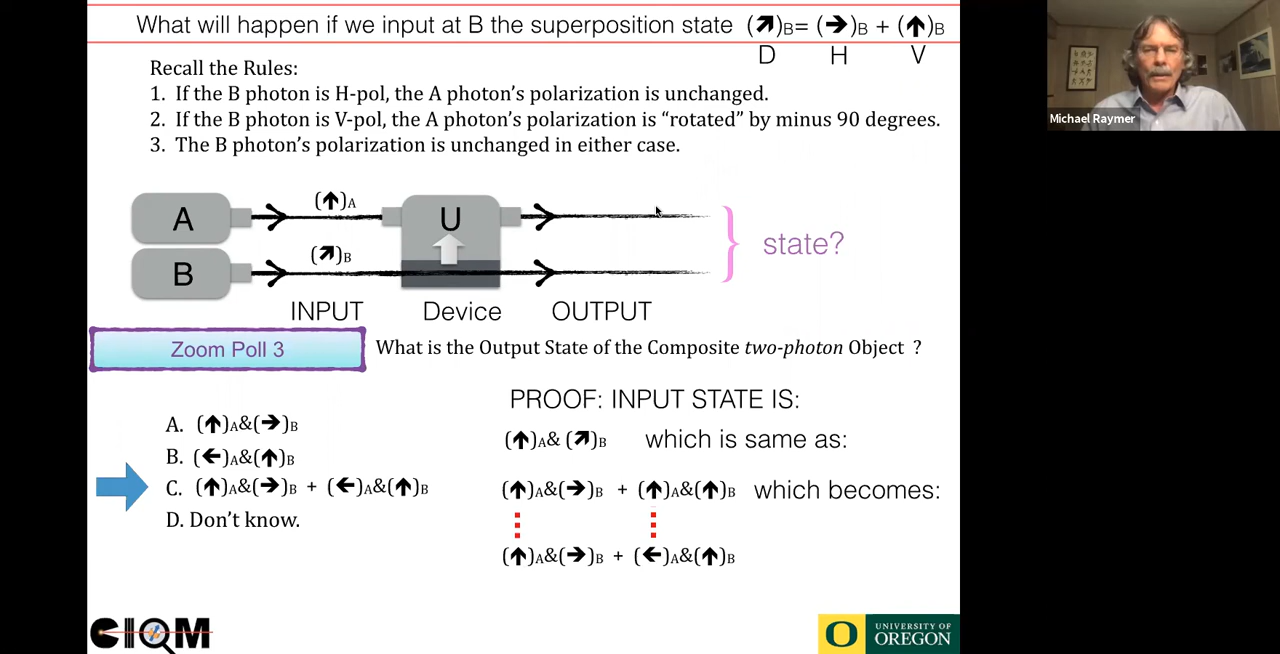 What will happen if we input at B the superposition state (↗)B= (➔)B + (↑)B
D H V
Michael Raymer
Recall the Rules:
1. If the B photon is H-pol, the A photon's polarization is unchanged.
2. If the B photon is V-pol, the A photon's polarization is “rotated” by minus 90 degrees.
3. The B photon's polarization is unchanged in either case.
A
(↑)A
U
B
(↗)B
state?
INPUT Device OUTPUT
Zoom Poll 3
What is the Output State of the Composite two-photon Object ?
A. (↑)A&(➔)B
B. (←)A&(↑)B
C. (↑)A&(➔)B + (←)A&(↑)B
D. Don't know.
PROOF: INPUT STATE IS:
(↑)A& (↗)B which is same as:
(↑)A&(➔)B + (↑)A&(↑)B which becomes:
(↑)A&(➔)B + (←)A&(↑)B
CIQM
O
UNIVERSITY OF
OREGON